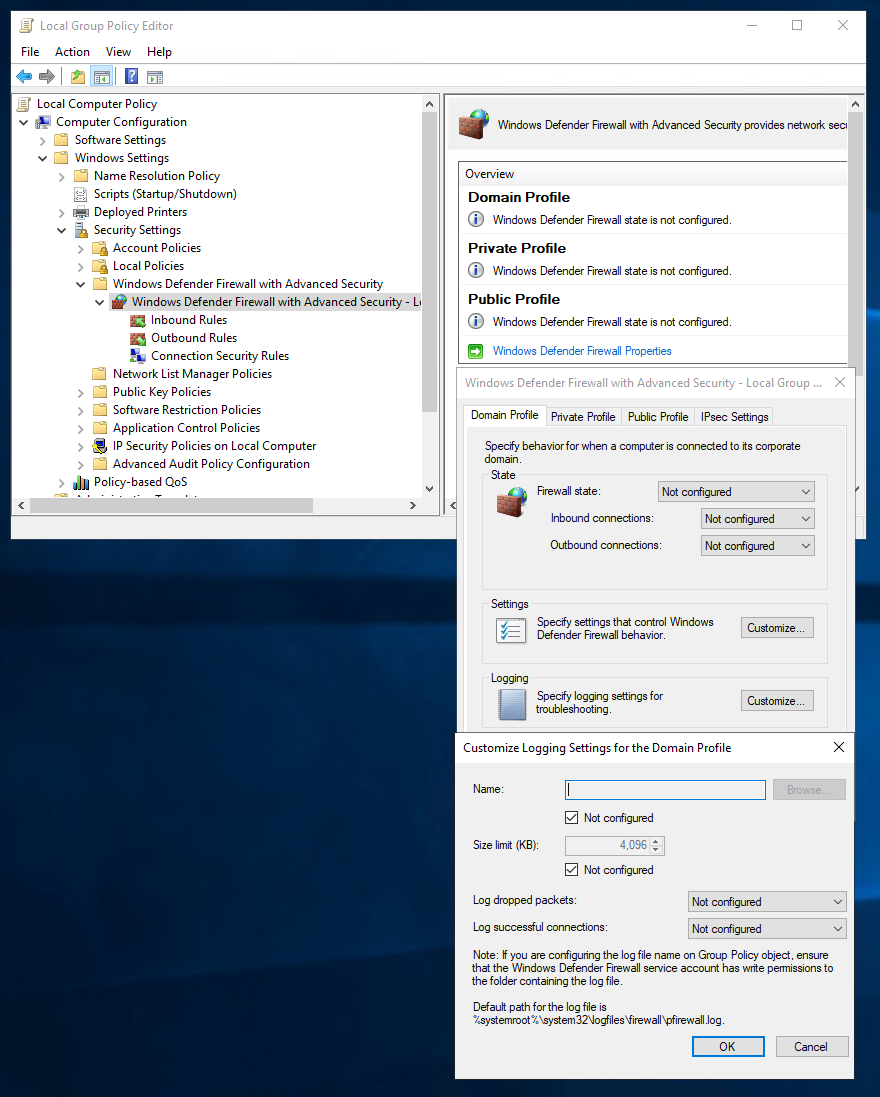 Local Group Policy Editor
File Action View Help
Local Computer Policy
Computer Configuration
Software Settings
Windows Settings
Name Resolution Policy
Scripts (Startup/Shutdown)
Deployed Printers
Security Settings
Account Policies
Local Policies
Windows Defender Firewall with Advanced Security
Windows Defender Firewall with Advanced Security - Lo
Inbound Rules
Outbound Rules
Connection Security Rules
Network List Manager Policies
Public Key Policies
Software Restriction Policies
Application Control Policies
IP Security Policies on Local Computer
Advanced Audit Policy Configuration
Policy-based QoS
Windows Defender Firewall with Advanced Security provides network secu
Overview
Domain Profile
Windows Defender Firewall state is not configured.
Private Profile
Windows Defender Firewall state is not configured.
Public Profile
Windows Defender Firewall state is not configured.
Windows Defender Firewall Properties
Windows Defender Firewall with Advanced Security - Local Group ...
Domain Profile Private Profile Public Profile IPsec Settings
Specify behavior for when a computer is connected to its corporate
domain.
State
Firewall state: Not configured
Inbound connections: Not configured
Outbound connections: Not configured
Settings
Specify settings that control Windows
Defender Firewall behavior.
Customize...
Logging
Specify logging settings for
troubleshooting.
Customize...
Customize Logging Settings for the Domain Profile
Name: Browse...
Not configured
Size limit (KB): 4,096
Not configured
Log dropped packets: Not configured
Log successful connections: Not configured
Note: If you are configuring the log file name on Group Policy object, ensure
that the Windows Defender Firewall service account has write permissions to
the folder containing the log file.
Default path for the log file is
%systemroot%\system32\logfiles\firewall\pfirewall.log.
OK Cancel